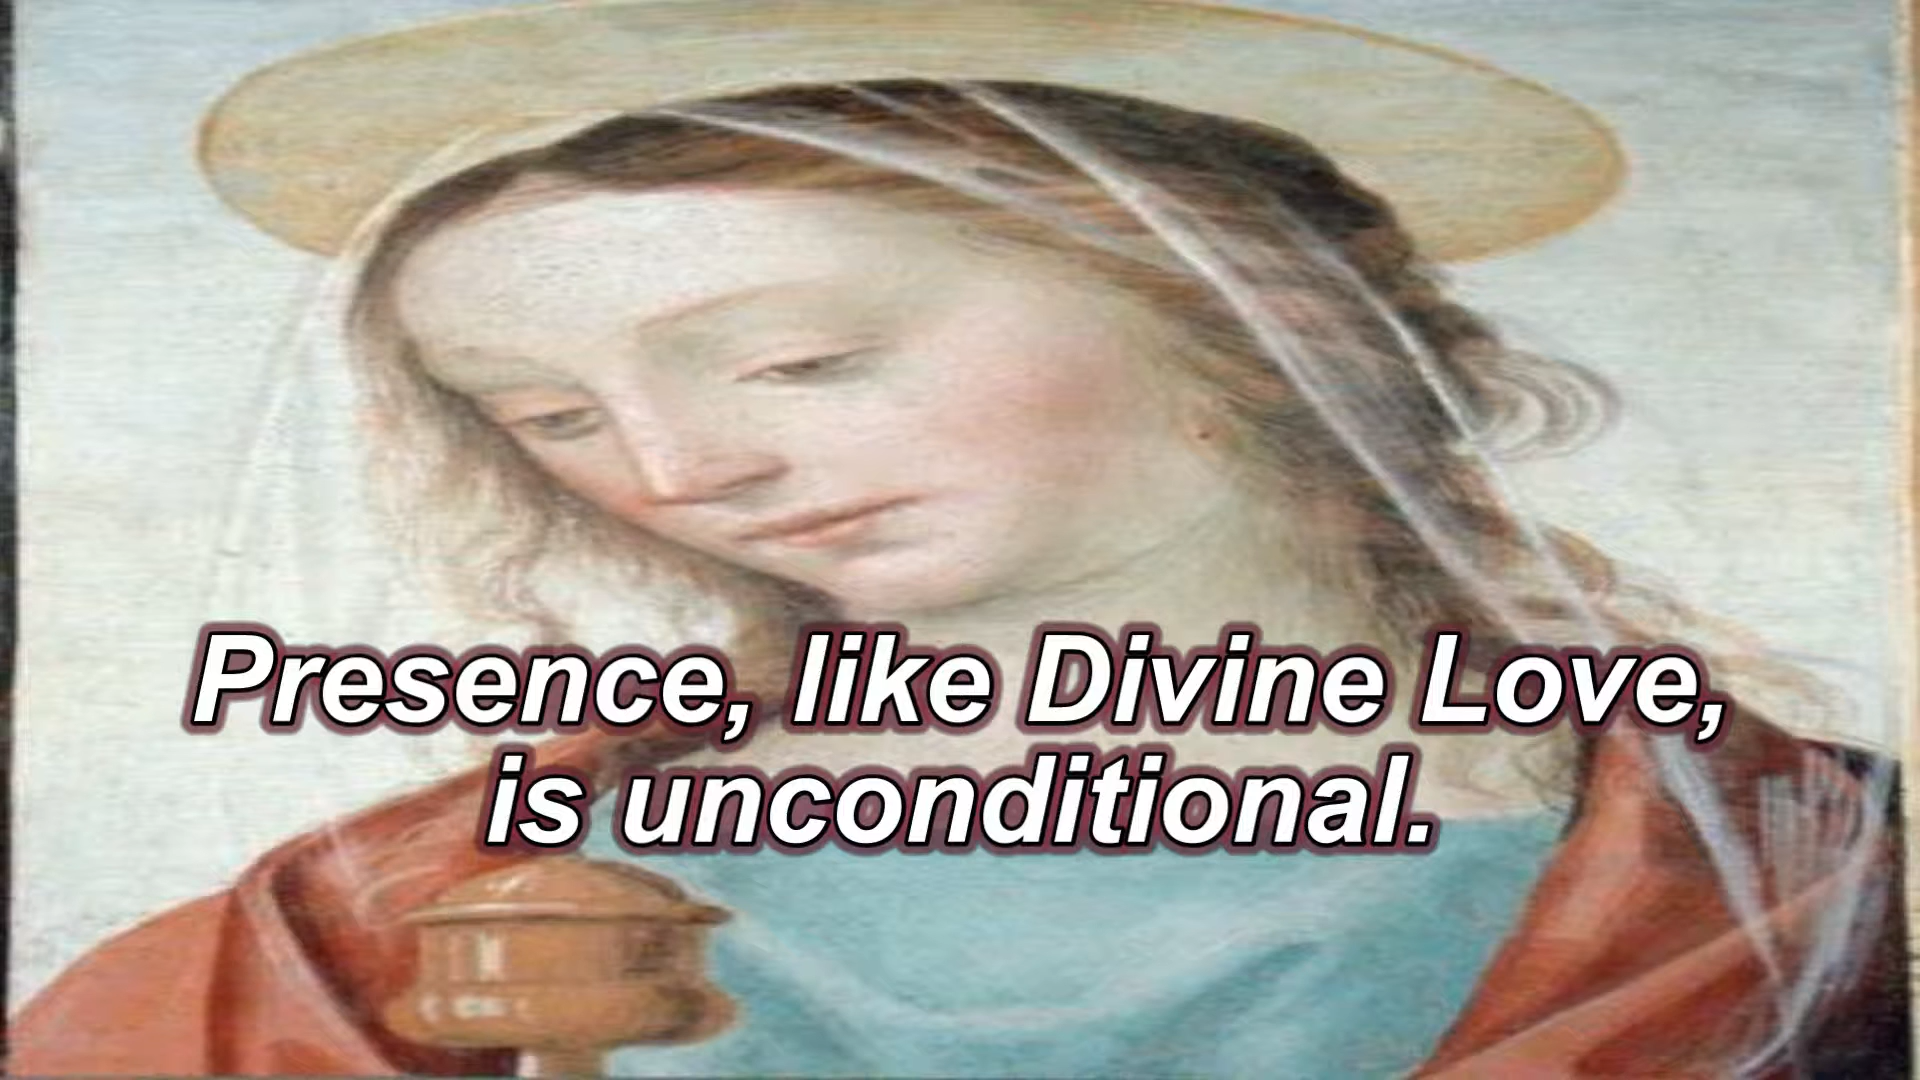 Presence, like Divine Love,
is unconditional.